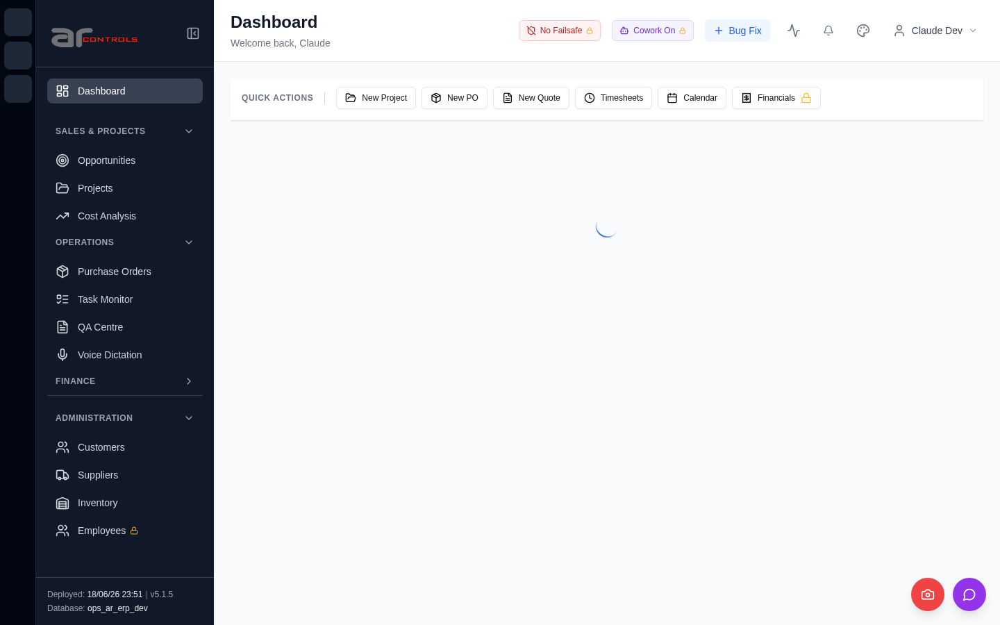 ar CONTROLS
Dashboard
SALES & PROJECTS
Opportunities
Projects
Cost Analysis
OPERATIONS
Purchase Orders
Task Monitor
QA Centre
Voice Dictation
FINANCE
ADMINISTRATION
Customers
Suppliers
Inventory
Employees
Deployed: 18/06/26 23:51 | v5.1.5
Database: ops_ar_erp_dev
Dashboard
Welcome back, Claude
No Failsafe
Cowork On
Bug Fix
Claude Dev
QUICK ACTIONS
New Project
New PO
New Quote
Timesheets
Calendar
Financials